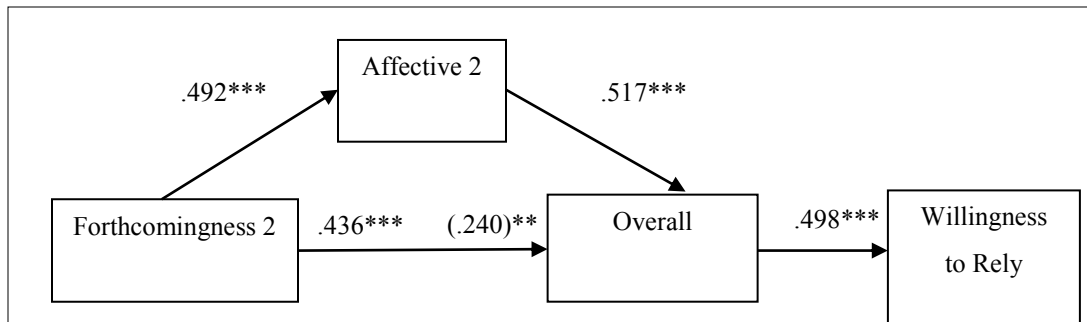 Affective 2
.492***
.517***
Forthcomingness 2
.436***
(.240)**
Overall
.498***
Willingness
to Rely